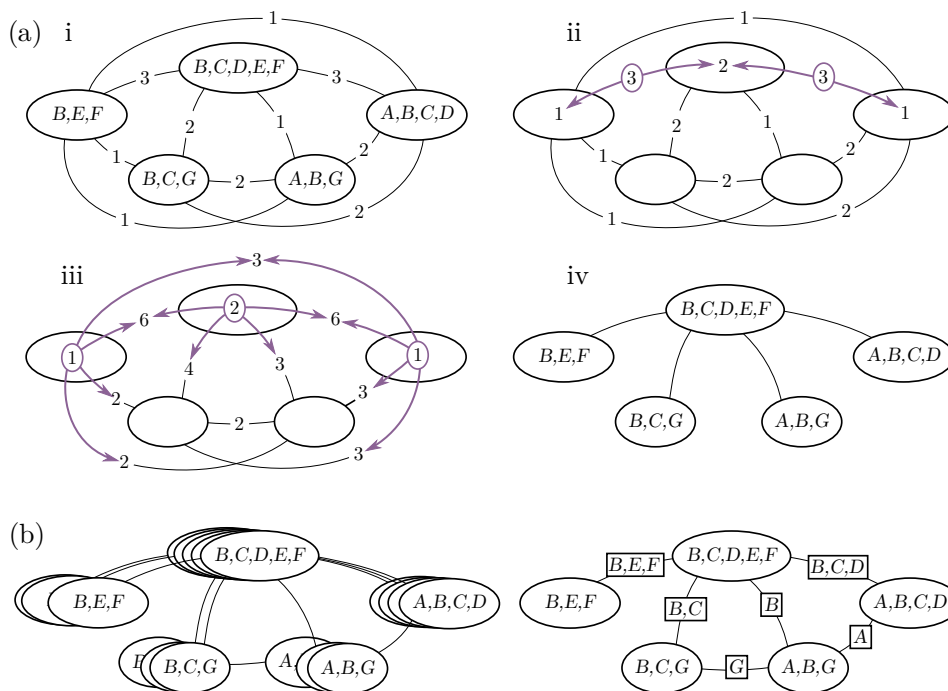 (a) i ii
1 1
B,C,D,E,F 2
3 3 3 3
B,E,F A,B,C,D 1 1
2 1 2 1
1 2 1 2
B,C,G 2 A,B,G 2
1 2 1 2
iii iv
3
6 2 6 B,C,D,E,F
1 1 B,E,F A,B,C,D
4 3
2 3
2 B,C,G A,B,G
2 3
(b)
B,C,D,E,F B,C,D,E,F
B,E,F B,C,D
B,E,F A,B,C,D B,E,F A,B,C,D
B,C B
A
B B,C,G A, A,B,G B,C,G G A,B,G